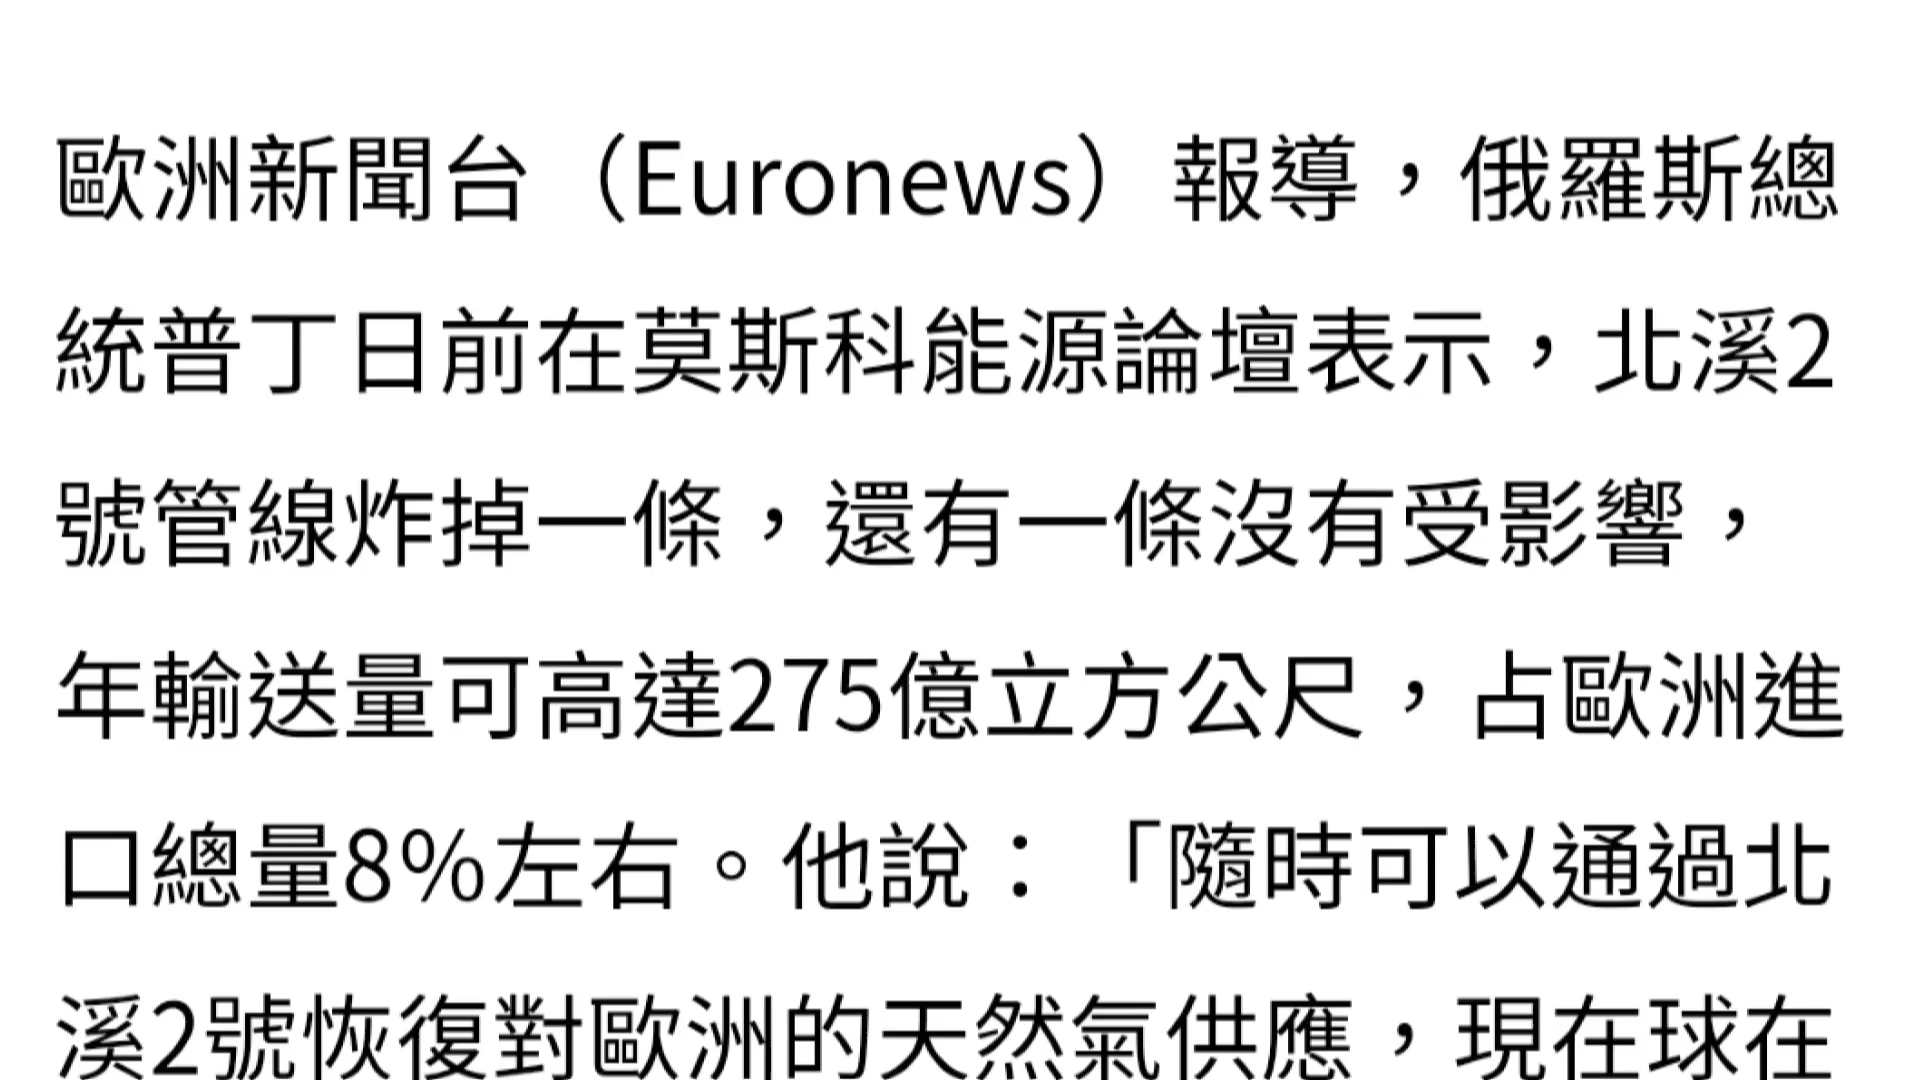 歐洲新聞台（Euronews）報導，俄羅斯總
統普丁日前在莫斯科能源論壇表示，北溪2
號管線炸掉一條，還有一條沒有受影響，
年輸送量可高達275億立方公尺，占歐洲進
口總量8%左右。他說：「隨時可以通過北
溪2號恢復對歐洲的天然氣供應，現在球在